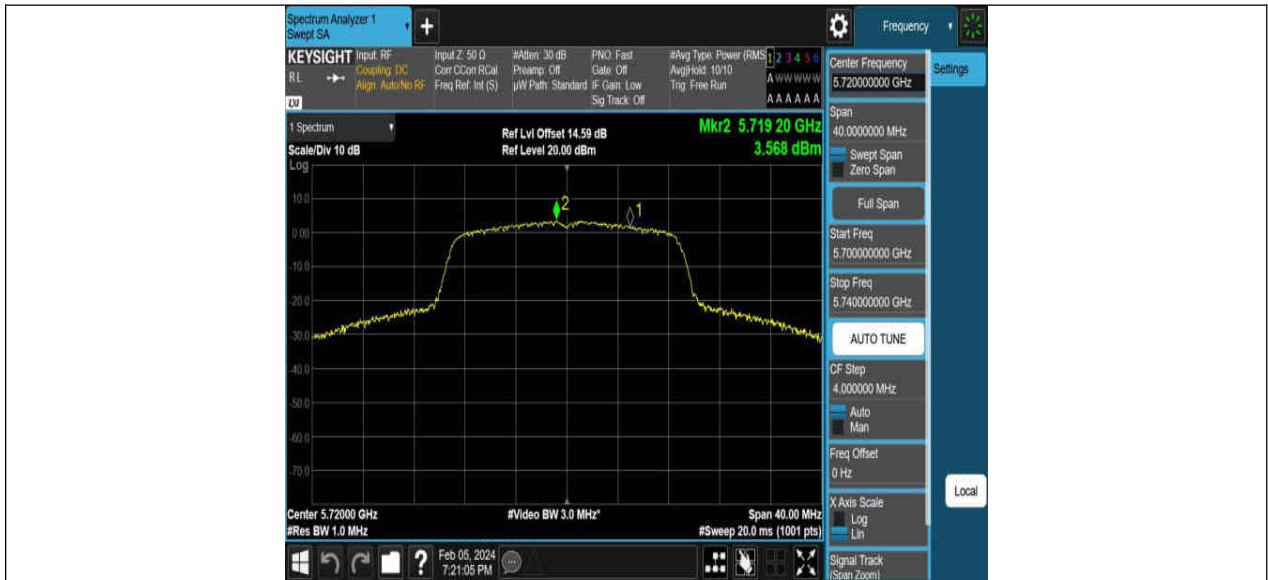 Spectrum Analyzer 1
Swept SA
+
Frequency
KEYSIGHT
RL
Input: RF
Coupling: DC
Align: Auto/No RF
Input Z: 50 Ω
Corr CCorr RCal
Freq Ref: Int (S)
#Atten: 30 dB
Preamp: Off
µW Path: Standard
PNO: Fast
Gate: Off
IF Gain: Low
Sig Track: Off
#Avg Type: Power (RMS
Avg|Hold: 10/10
Trig: Free Run
1 2 3 4 5 6
A W W W W W
A A A A A A
1 Spectrum
Scale/Div 10 dB
Log
Ref Lvl Offset 14.59 dB
Ref Level 20.00 dBm
Mkr2 5.719 20 GHz
3.568 dBm
10.0
0.00
-10.0
-20.0
-30.0
-40.0
-50.0
-60.0
-70.0
2
1
Center 5.72000 GHz
#Res BW 1.0 MHz
#Video BW 3.0 MHz*
Span 40.00 MHz
#Sweep 20.0 ms (1001 pts)
?
Feb 05, 2024
7:21:05 PM
Center Frequency
5.720000000 GHz
Settings
Span
40.0000000 MHz
Swept Span
Zero Span
Full Span
Start Freq
5.700000000 GHz
Stop Freq
5.740000000 GHz
AUTO TUNE
CF Step
4.000000 MHz
Auto
Man
Freq Offset
0 Hz
Local
X Axis Scale
Log
Lin
Signal Track
(Span Zoom)